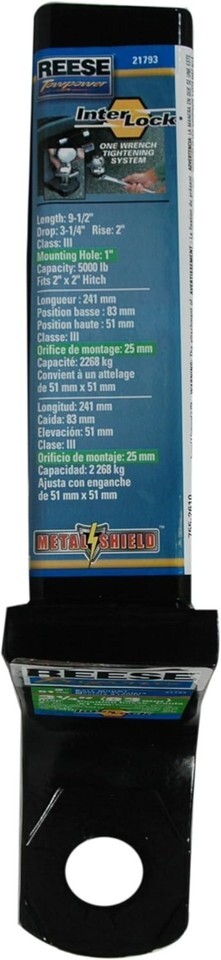 REESE
Towpower
21793
InterLock
ONE WRENCH
TIGHTENING
SYSTEM
Length: 9-1/2"
Drop: 3-1/4" Rise: 2"
Class: III
Mounting Hole: 1"
Capacity: 5000 lb
Fits 2" x 2" Hitch
Longueur : 241 mm
Position basse : 83 mm
Position haute : 51 mm
Classe: III
Orifice de montage: 25 mm
Capacité: 2268 kg
Convient à un attelage
de 51 mm x 51 mm
Longitud: 241 mm
Caída: 83 mm
Elevación: 51 mm
Clase: III
Orificio de montaje: 25 mm
Capacidad: 2 268 kg
Ajusta con enganche
de 51 mm x 51 mm
METAL SHIELD
REESE
21793